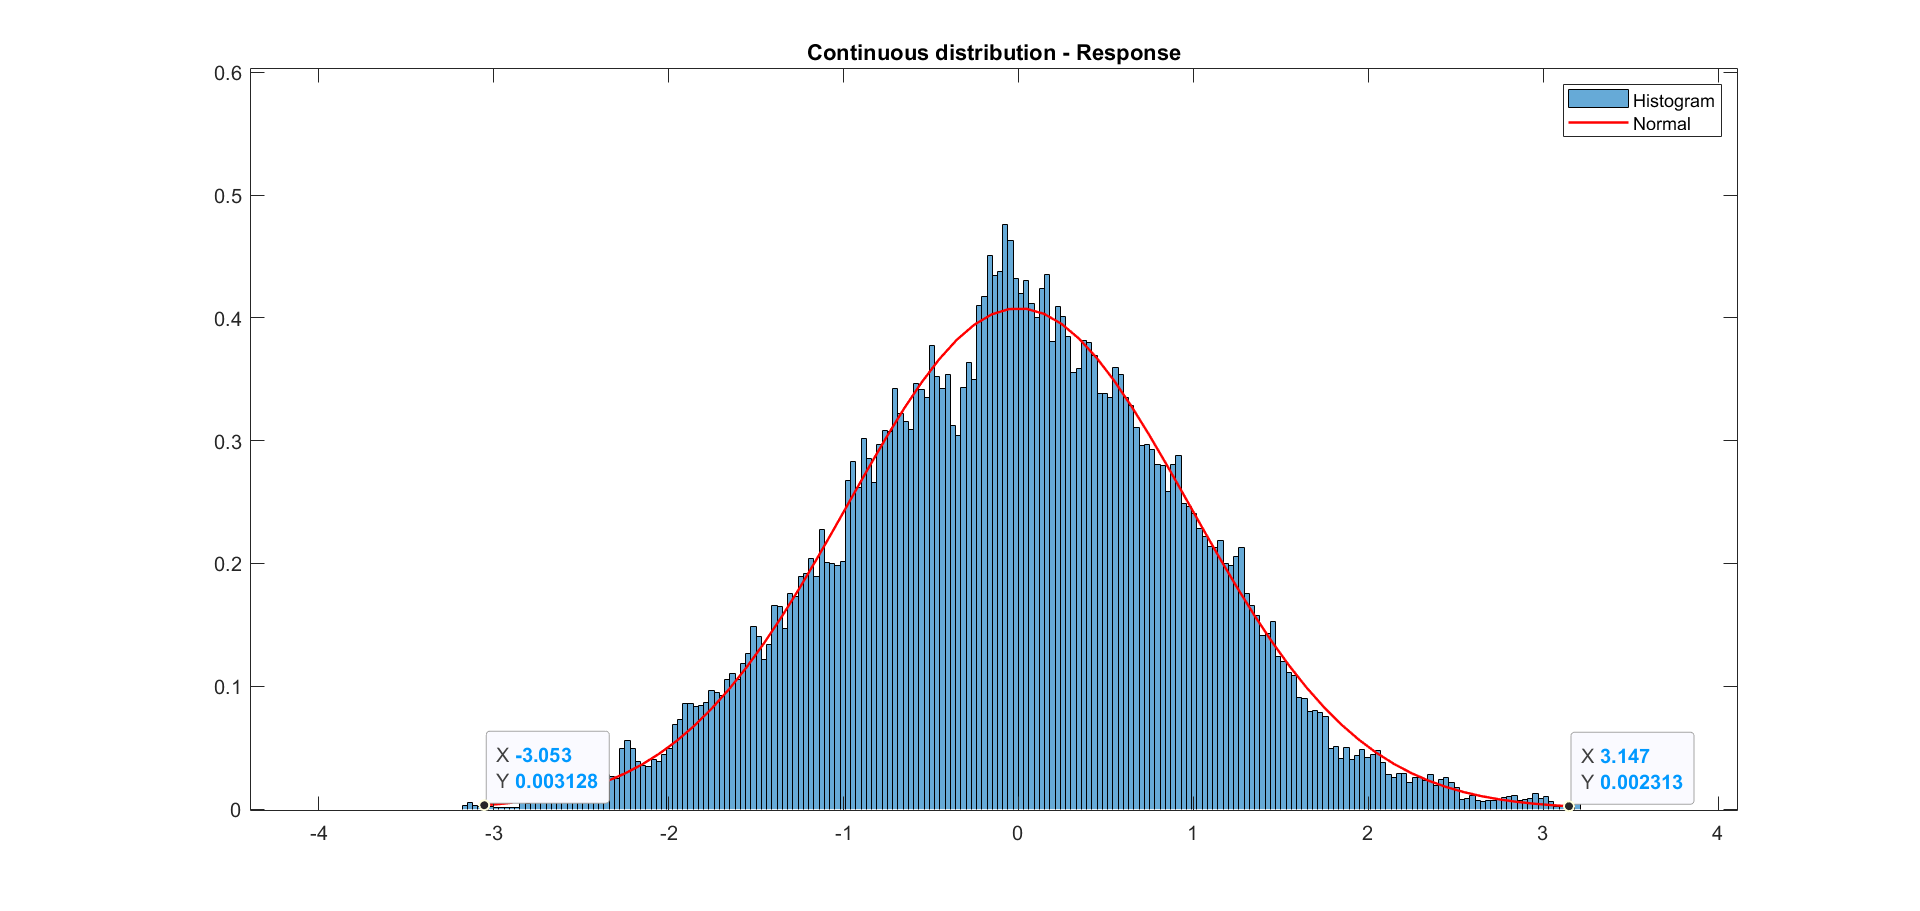 Continuous distribution - Response
0.6
0.5
0.4
0.3
0.2
0.1
0
Histogram
Normal
X -3.053
Y 0.003128
X 3.147
Y 0.002313
-4
-3
-2
-1
0
1
2
3
4